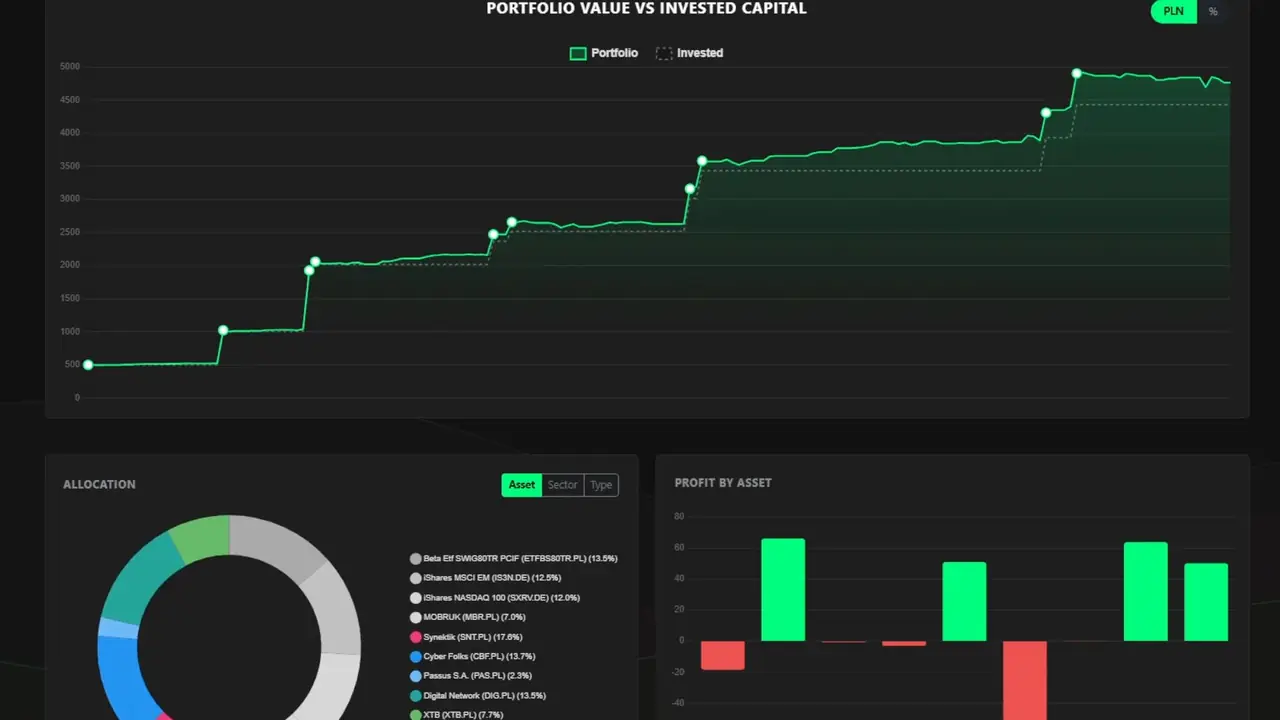 PORTFOLIO VALUE VS INVESTED CAPITAL
PLN %
Portfolio Invested
5000
4500
4000
3500
3000
2500
2000
1500
1000
500
0
ALLOCATION
Asset Sector Type
Beta Etf SWIG80TR PCIF (ETFBS80TR.PL) (13.5%)
iShares MSCI EM (IS3N.DE) (12.5%)
iShares NASDAQ 100 (SXRV.DE) (12.0%)
MOBRUK (MBR.PL) (7.0%)
Synektik (SNT.PL) (17.6%)
Cyber Folks (CBF.PL) (13.7%)
Passus S.A. (PAS.PL) (2.3%)
Digital Network (DIG.PL) (13.5%)
XTB (XTB.PL) (7.7%)
PROFIT BY ASSET
80
60
40
20
0
-20
-40